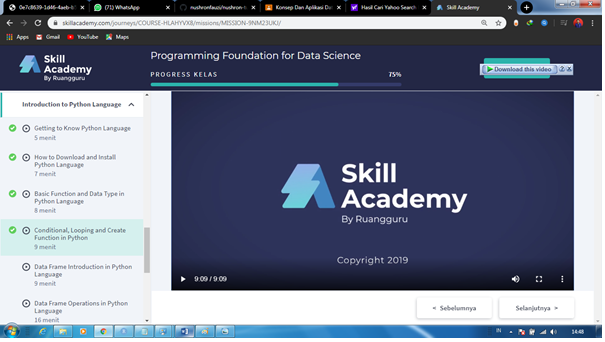 0e7c8639-1d46-4aeb-b
(71) WhatsApp
nushronfauzi/nushron-t
Konsep Dan Aplikasi Da
Hasil Cari Yahoo Search
Skill Academy
skillacademy.com/journeys/COURSE-HLAHYVX8/missions/MISSION-9NM23UKJ/
Apps
Gmail
YouTube
Maps
Skill
Academy
By Ruangguru
Programming Foundation for Data Science
PROGRESS KELAS
75%
Download this video
Introduction to Python Language
Getting to Know Python Language
5 menit
How to Download and Install
Python Language
7 menit
Basic Function and Data Type in
Python Language
8 menit
Conditional, Looping and Create
Function in Python
9 menit
Data Frame Introduction in Python
Language
9 menit
Data Frame Operations in Python
Language
16 menit
Skill
Academy
By Ruangguru
Copyright 2019
9:09 / 9:09
< Sebelumnya
Selanjutnya >
IN
14:48